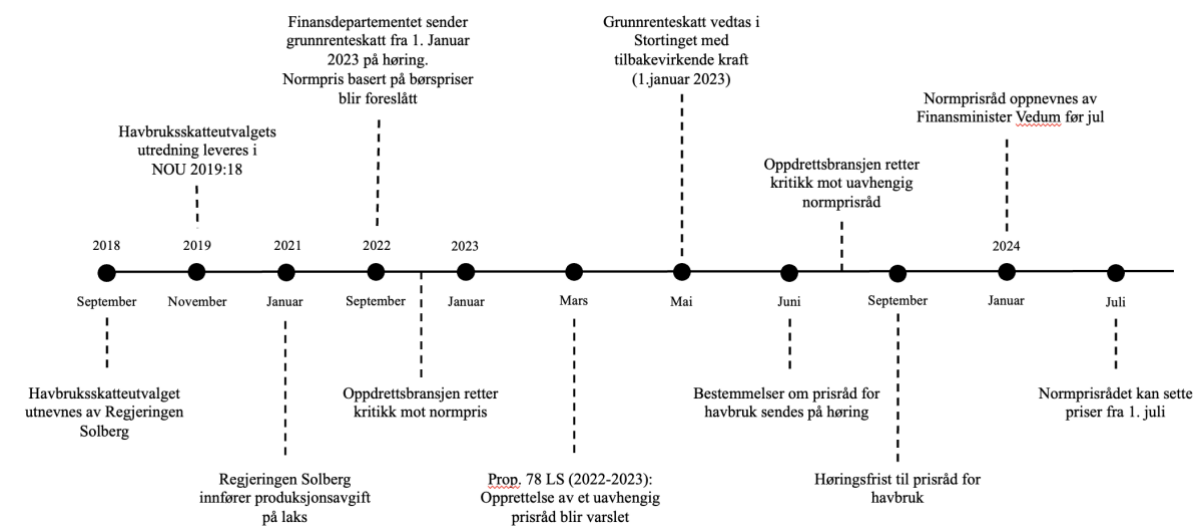 Finansdepartementet sender
grunnrenteskatt fra 1. Januar
2023 på høring.
Normpris basert på børspriser
blir foreslått
Grunnrenteskatt vedtas i
Stortinget med
tilbakevirkende kraft
(1.januar 2023)
Normprisråd oppnevnes av
Finansminister Vedum før jul
Havbruksskatteutvalgets
utredning leveres i
NOU 2019:18
Oppdrettsbransjen retter
kritikk mot uavhengig
normprisråd
2018 2019 2021 2022 2023 2024
September November Januar September Januar Mars Mai Juni September Januar Juli
Havbruksskatteutvalget
utnevnes av Regjeringen
Solberg
Oppdrettsbransjen retter
kritikk mot normpris
Bestemmelser om prisråd for
havbruk sendes på høring
Normprisrådet kan sette
priser fra 1. juli
Regjeringen Solberg
innfører produksjonsavgift
på laks
Prop. 78 LS (2022-2023):
Opprettelse av et uavhengig
prisråd blir varslet
Høringsfrist til prisråd for
havbruk